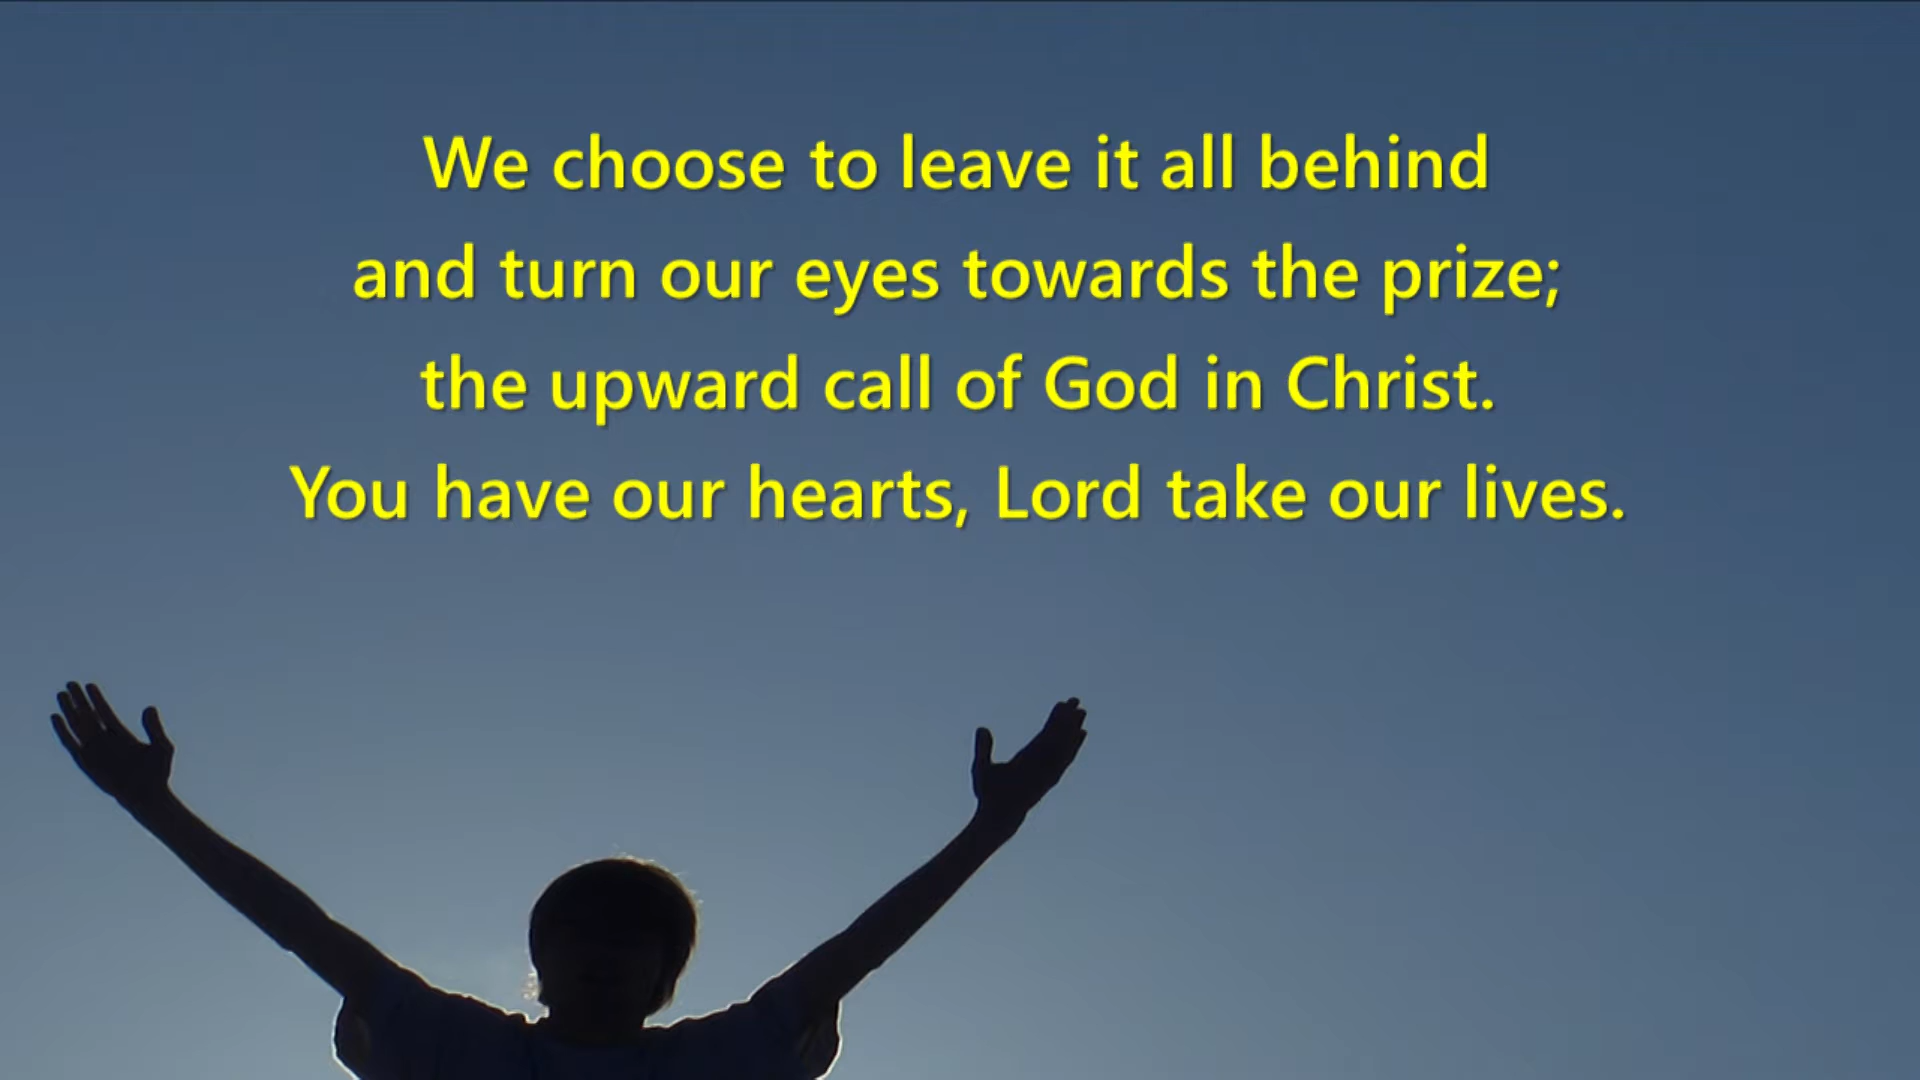 We choose to leave it all behind
and turn our eyes towards the prize;
the upward call of God in Christ.
You have our hearts, Lord take our lives.